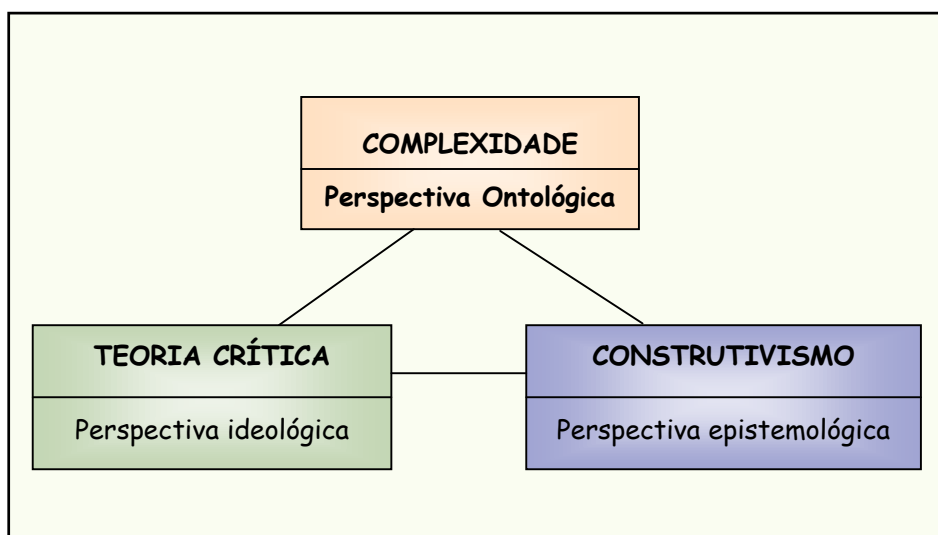 COMPLEXIDADE
Perspectiva Ontológica
TEORIA CRÍTICA
Perspectiva ideológica
CONSTRUTIVISMO
Perspectiva epistemológica